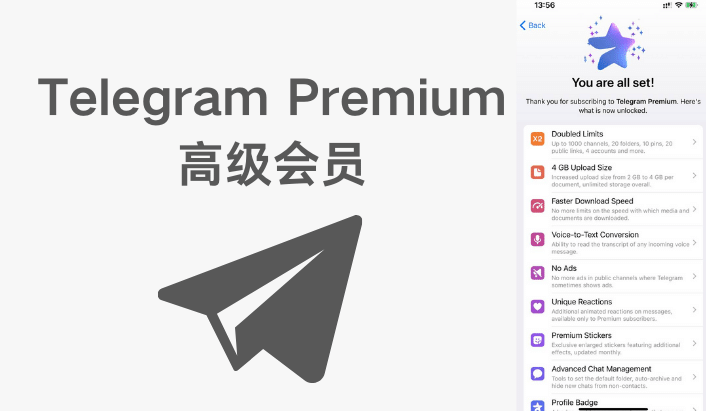 Telegram Premium
高级会员
13:56
Back
You are all set!
Thank you for subscribing to Telegram Premium. Here's
what is now unlocked.
X2
Doubled Limits
Up to 1000 channels, 20 folders, 10 pins, 20
public links, 4 accounts and more.
4 GB Upload Size
Increased upload size from 2 GB to 4 GB per
document, unlimited storage overall.
Faster Download Speed
No more limits on the speed with which media and
documents are downloaded.
Voice-to-Text Conversion
Ability to read the transcript of any incoming voice
message.
No Ads
No more ads in public channels where Telegram
sometimes shows ads.
Unique Reactions
Additional animated reactions on messages,
available only to Premium subscribers.
Premium Stickers
Exclusive enlarged stickers featuring additional
effects, updated monthly.
Advanced Chat Management
Tools to set the default folder, auto-archive and
hide new chats from non-contacts.
Profile Badge